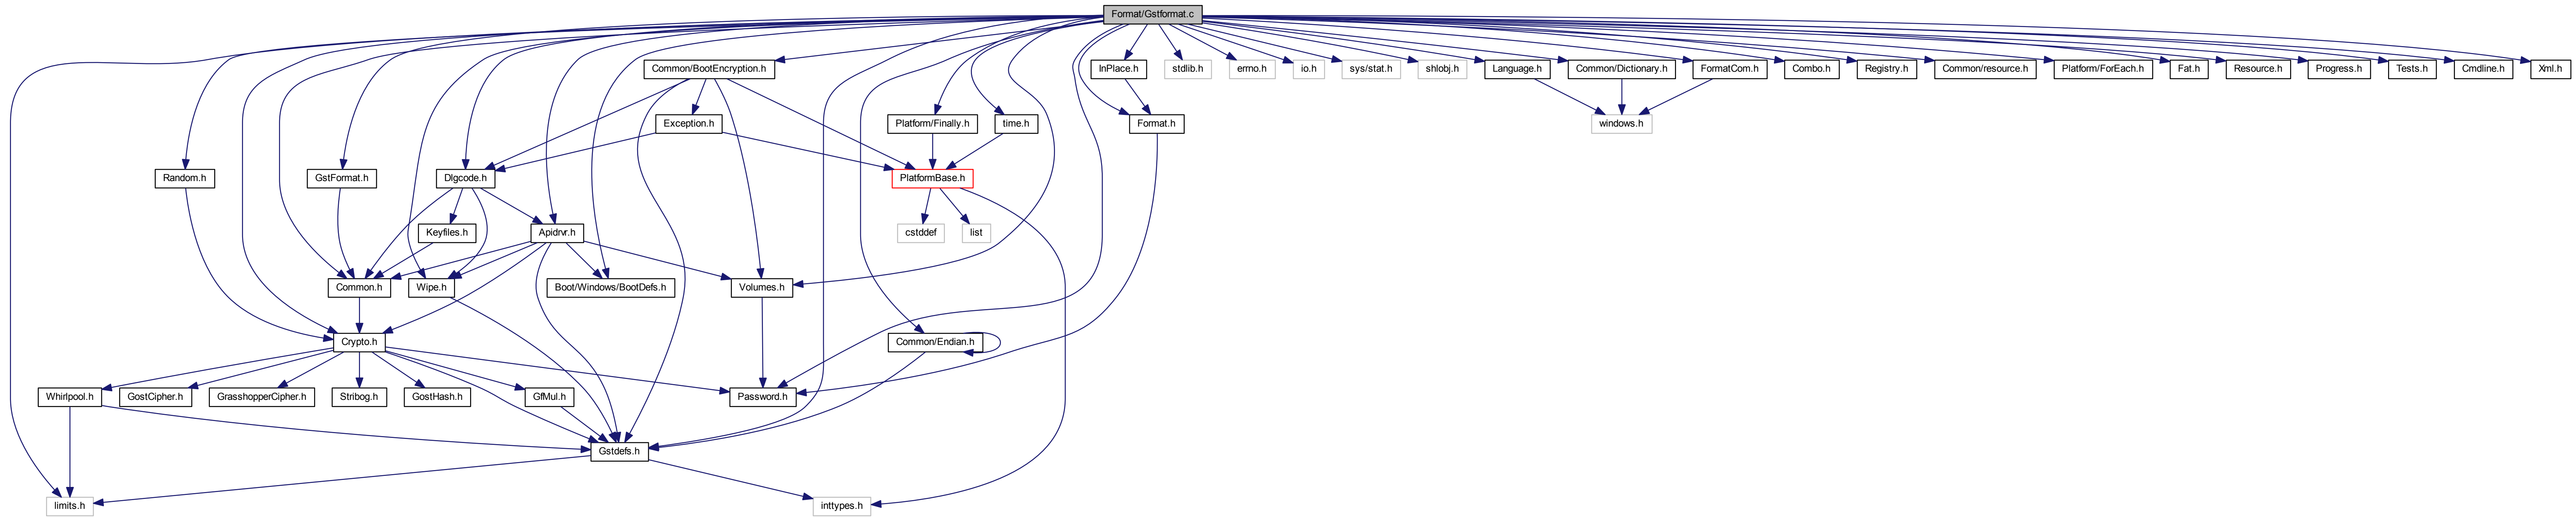 Format/Gstformat.c
Common/BootEncryption.h
InPlace.h
stdlib.h
errno.h
io.h
sys/stat.h
shlobj.h
Language.h
Common/Dictionary.h
FormatCom.h
Combo.h
Registry.h
Common/resource.h
Platform/ForEach.h
Fat.h
Resource.h
Progress.h
Tests.h
Cmdline.h
Xml.h
Exception.h
Platform/Finally.h
time.h
Format.h
windows.h
Random.h
GstFormat.h
Dlgcode.h
PlatformBase.h
Keyfiles.h
Apidrvr.h
cstddef
list
Common.h
Wipe.h
Boot/Windows/BootDefs.h
Volumes.h
Crypto.h
Common/Endian.h
Whirlpool.h
GostCipher.h
GrasshopperCipher.h
Stribog.h
GostHash.h
GfMul.h
Password.h
Gstdefs.h
limits.h
inttypes.h